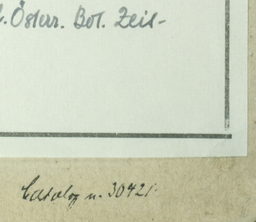 Österr. Bot. Zeit-
Catalog n. 30421